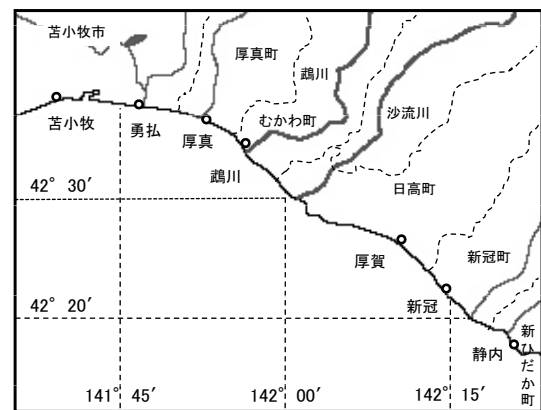 苫小牧市
厚真町
鵡川
沙流川
苫小牧
勇払
厚真
むかわ町
鵡川
日高町
42° 30′
厚賀
新冠町
新冠
42° 20′
静内
新ひだか町
141° 45′
142° 00′
142° 15′